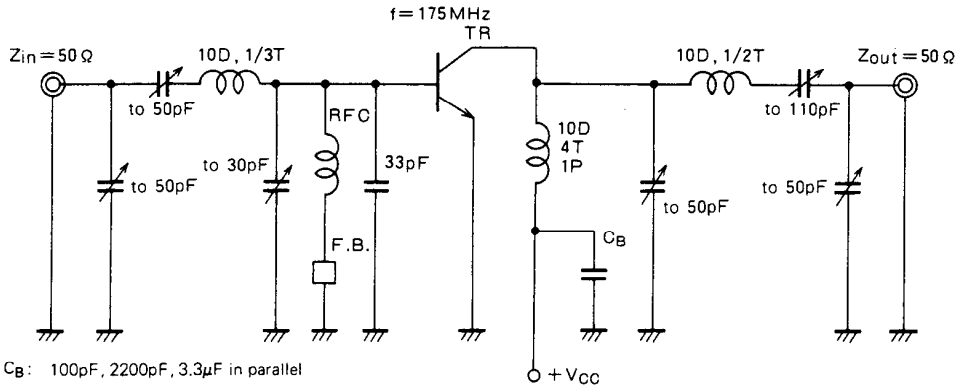 f=175MHz
TR
Zin=50Ω
10D, 1/3T
10D, 1/2T
Zout=50Ω
to 50pF
to 110pF
RFC
10D
4T
1P
to 30pF
33pF
to 50pF
to 50pF
to 50pF
F.B.
CB
CB: 100pF, 2200pF, 3.3μF in parallel
+VCC